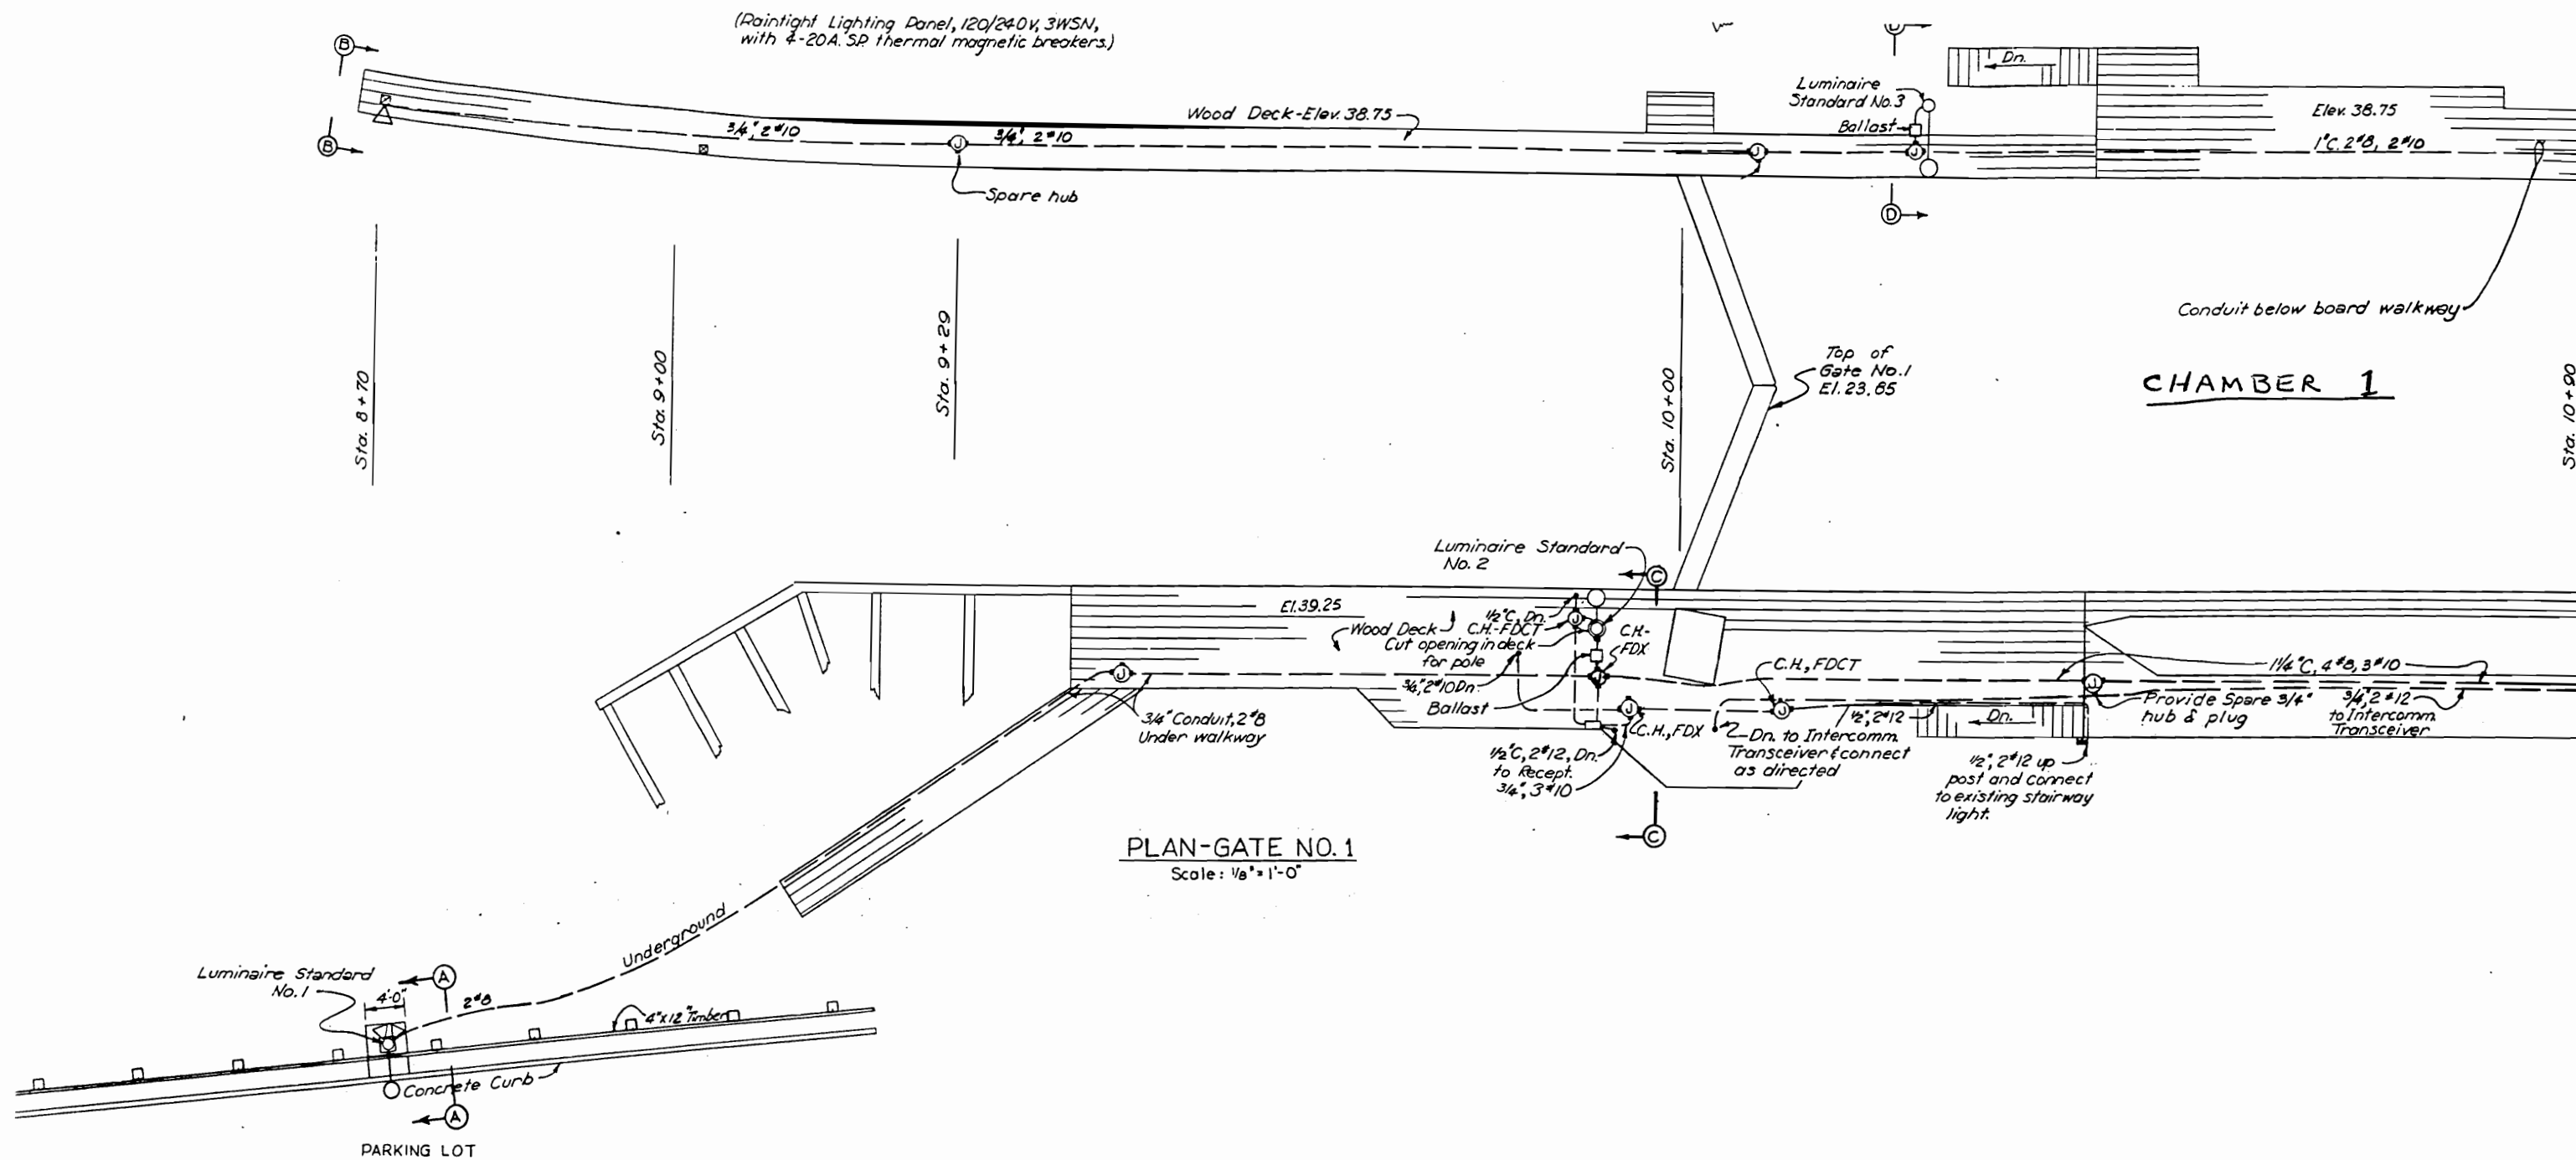 (Raintight Lighting Panel, 120/240v, 3WSN,
with 4-20A. S.P. thermal magnetic breakers.)
B
B
3/4", 2#10
J
3/4", 2#10
Spare hub
Wood Deck-Elev. 38.75
J
Luminaire
Standard No.3
Ballast
J
D
D
Dn.
Elev. 38.75
1"C. 2#8, 2#10
Conduit below board walkway
CHAMBER 1
Sta. 8+70
Sta. 9+00
Sta. 9+29
Sta. 10+00
Sta. 10+90
Top of
Gate No.1
El. 23.65
Luminaire Standard
No. 2
C
El. 39.25
Wood Deck
1/2"C, Dn.
C.H.-FDCT
Cut opening in deck
for pole
J
C.H.-
FDX
J
3/4", 2#10 Dn.
Ballast
J
3/4" Conduit, 2#8
Under walkway
J
C.H., FDX
1/2"C, 2#12, Dn.
to Recept.
3/4", 3#10
C.H., FDCT
J
Dn. to Intercomm.
Transceiver & connect
as directed
1/2", 2#12
Dn.
J
1 1/4"C, 4#8, 3#10
Provide Spare 3/4"
hub & plug
3/4", 2#12
to Intercomm.
Transceiver
1/2", 2#12 up
post and connect
to existing stairway
light.
C
PLAN-GATE NO. 1
Scale: 1/8" = 1'-0"
Underground
Luminaire Standard
No. 1
4'-0"
A
2#8
4"x12" Timber
Concrete Curb
A
PARKING LOT